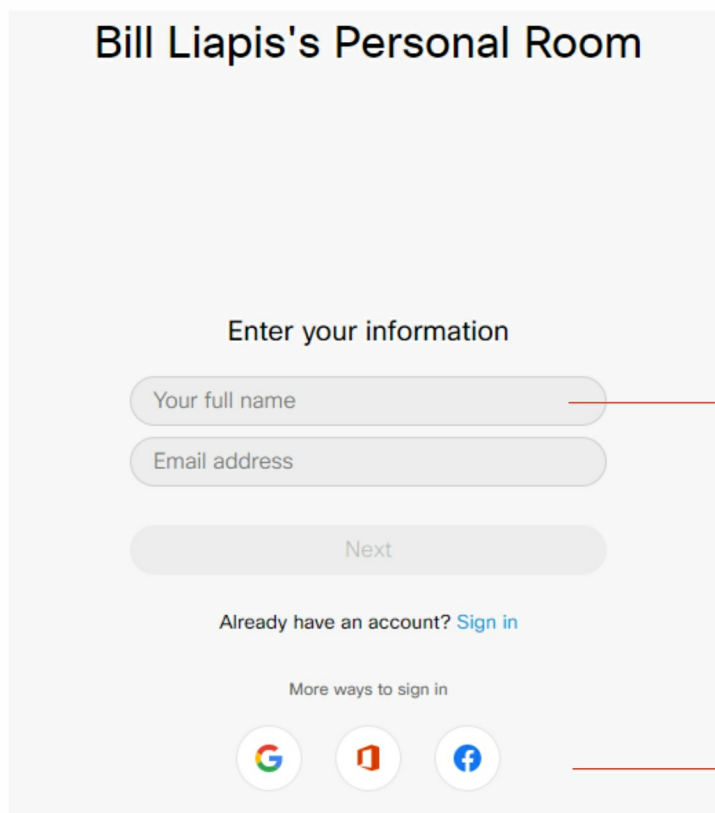 Bill Liapis's Personal Room
Enter your information
Your full name
Email address
Next
Already have an account? Sign in
More ways to sign in